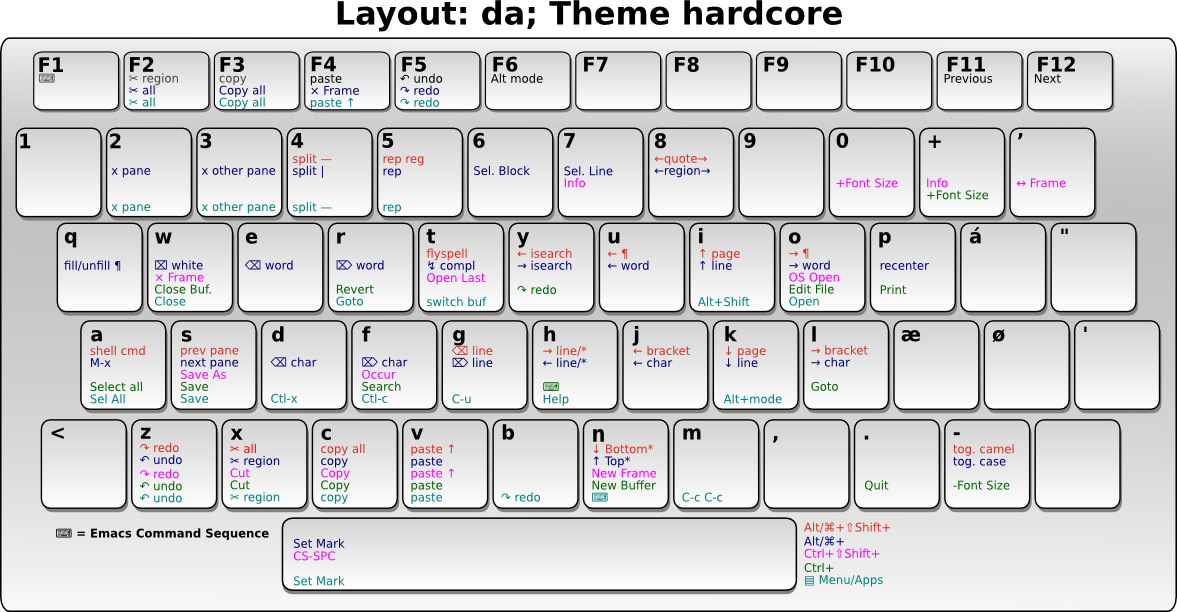 Layout: da; Theme hardcore
F1
⌨
F2
✂ region
✂ all
✂ all
F3
copy
Copy all
Copy all
F4
paste
× Frame
paste ↑
F5
↶ undo
↷ redo
↷ redo
F6
Alt mode
F7
F8
F9
F10
F11
Previous
F12
Next
1
2
x pane
x pane
3
x other pane
x other pane
4
split —
split |
split —
5
rep reg
rep
rep
6
Sel. Block
7
Sel. Line
Info
8
←quote→
←region→
9
0
+Font Size
+
Info
+Font Size
’
↔ Frame
q
fill/unfill ¶
w
⌧ white
× Frame
Close Buf.
Close
e
⌫ word
r
⌦ word
Revert
Goto
t
flyspell
↯ compl
Open Last
switch buf
y
← isearch
→ isearch
↷ redo
u
← ¶
← word
i
↑ page
↑ line
Alt+Shift
o
→ ¶
→ word
OS Open
Edit File
Open
p
recenter
Print
á
"
a
shell cmd
M-x
Select all
Sel All
s
prev pane
next pane
Save As
Save
Save
d
⌫ char
Ctl-x
f
⌦ char
Occur
Search
Ctl-c
g
⌫ line
⌦ line
C-u
h
→ line/*
← line/*
⌨
Help
j
← bracket
← char
k
↓ page
↓ line
Alt+mode
l
→ bracket
→ char
Goto
æ
ø
'
<
z
↷ redo
↶ undo
↷ redo
↶ undo
↶ undo
x
✂ all
✂ region
Cut
Cut
✂ region
c
copy all
copy
Copy
Copy
copy
v
paste ↑
paste
paste ↑
paste
paste
b
↷ redo
n
↓ Bottom*
↑ Top*
New Frame
New Buffer
⌨
m
C-c C-c
,
.
Quit
-
tog. camel
tog. case
-Font Size
⌨ = Emacs Command Sequence
Set Mark
CS-SPC
Set Mark
Alt/⌘+⇧Shift+
Alt/⌘+
Ctrl+⇧Shift+
Ctrl+
▤ Menu/Apps